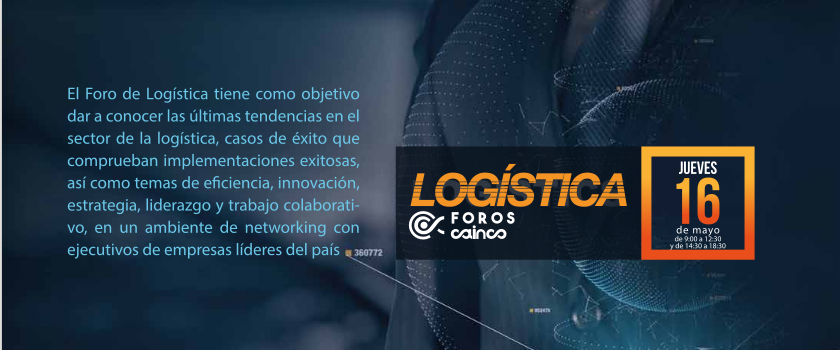 El Foro de Logística tiene como objetivo
dar a conocer las últimas tendencias en el
sector de la logística, casos de éxito que
comprueban implementaciones exitosas,
así como temas de eficiencia, innovación,
estrategia, liderazgo y trabajo colaborati-
vo, en un ambiente de networking con
ejecutivos de empresas líderes del país
360772
LOGÍSTICA
FOROS
cainco
JUEVES
16
de mayo
de 9:00 a 12:30
y de 14:30 a 18:30